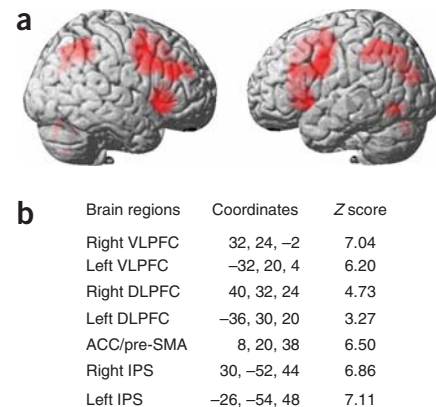 a
b
Brain regions Coordinates Z score
Right VLPFC 32, 24, –2 7.04
Left VLPFC –32, 20, 4 6.20
Right DLPFC 40, 32, 24 4.73
Left DLPFC –36, 30, 20 3.27
ACC/pre-SMA 8, 20, 38 6.50
Right IPS 30, –52, 44 6.86
Left IPS –26, –54, 48 7.11